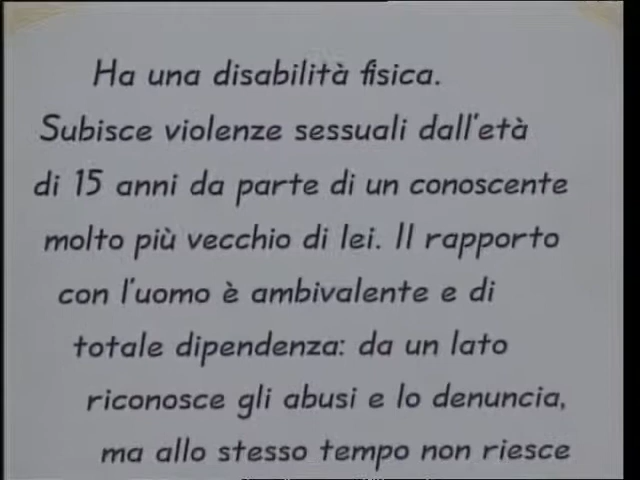 Ha una disabilità fisica.
Subisce violenze sessuali dall'età
di 15 anni da parte di un conoscente
molto più vecchio di lei. Il rapporto
con l'uomo è ambivalente e di
totale dipendenza: da un lato
riconosce gli abusi e lo denuncia,
ma allo stesso tempo non riesce